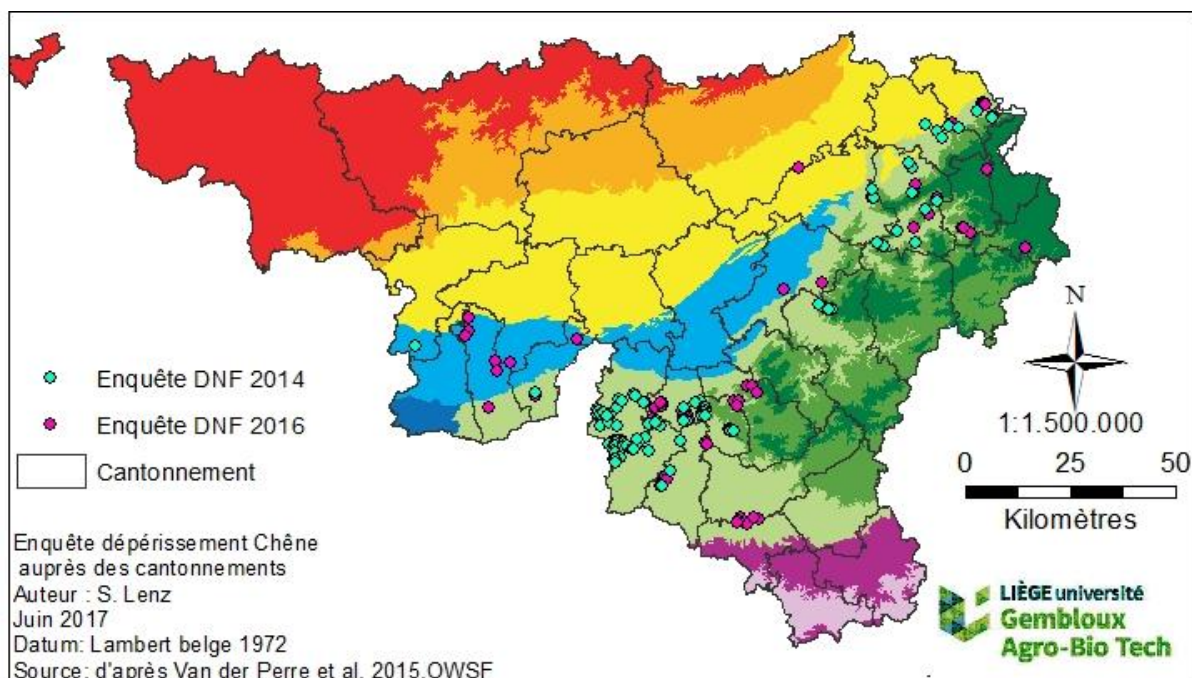 Enquête DNF 2014
Enquête DNF 2016
Cantonnement
Enquête dépérissement Chêne
auprès des cantonnements
Auteur : S. Lenz
Juin 2017
Datum: Lambert belge 1972
Source: d'après Van der Perre et al. 2015.OWSF
N
1:1.500.000
0 25 50
Kilomètres
LIÈGE université
Gembloux
Agro-Bio Tech